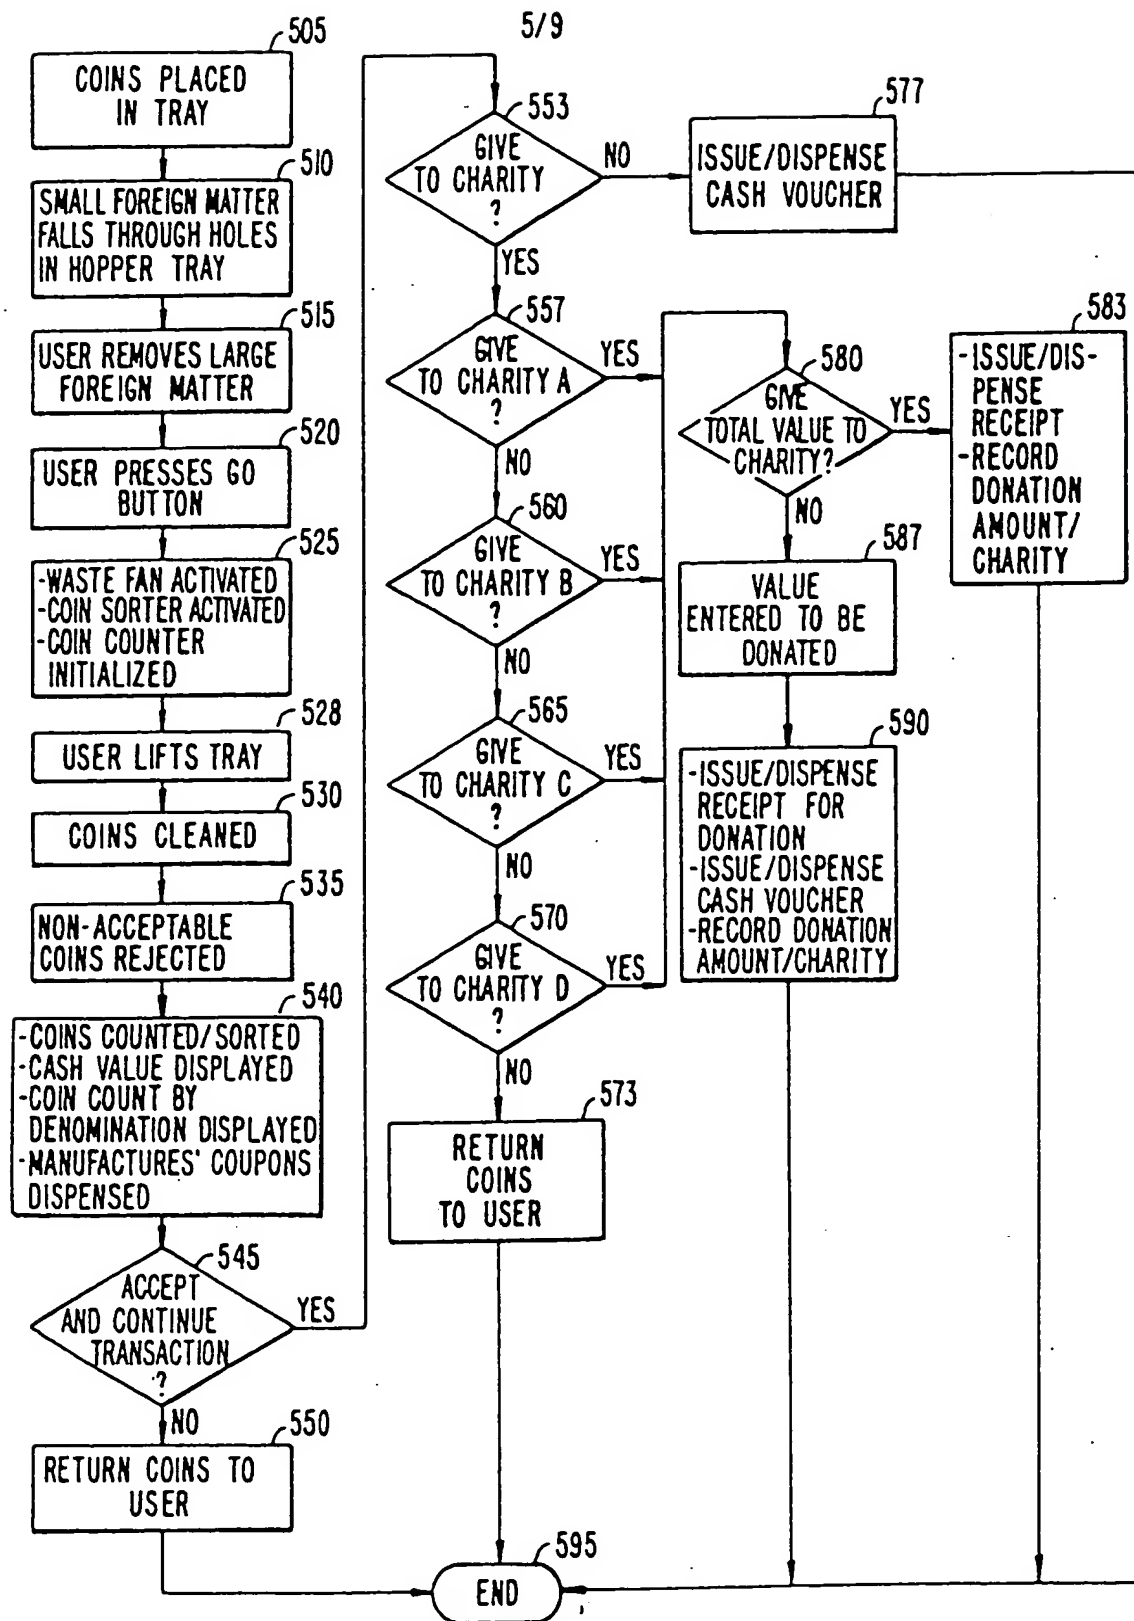 5/9
505
COINS PLACED
IN TRAY
510
SMALL FOREIGN MATTER
FALLS THROUGH HOLES
IN HOPPER TRAY
515
USER REMOVES LARGE
FOREIGN MATTER
520
USER PRESSES GO
BUTTON
525
-WASTE FAN ACTIVATED
-COIN SORTER ACTIVATED
-COIN COUNTER
INITIALIZED
528
USER LIFTS TRAY
530
COINS CLEANED
535
NON-ACCEPTABLE
COINS REJECTED
540
-COINS COUNTED/SORTED
-CASH VALUE DISPLAYED
-COIN COUNT BY
DENOMINATION DISPLAYED
-MANUFACTURES' COUPONS
DISPENSED
545
ACCEPT
AND CONTINUE
TRANSACTION
?
YES
NO
550
RETURN COINS TO
USER
553
GIVE
TO CHARITY
?
NO
YES
577
ISSUE/DISPENSE
CASH VOUCHER
557
GIVE
TO CHARITY A
?
YES
NO
560
GIVE
TO CHARITY B
?
YES
NO
565
GIVE
TO CHARITY C
?
YES
NO
570
GIVE
TO CHARITY D
?
YES
NO
573
RETURN
COINS
TO USER
580
GIVE
TOTAL VALUE TO
CHARITY?
YES
NO
583
-ISSUE/DIS-
PENSE
RECEIPT
-RECORD
DONATION
AMOUNT/
CHARITY
587
VALUE
ENTERED TO BE
DONATED
590
-ISSUE/DISPENSE
RECEIPT FOR
DONATION
-ISSUE/DISPENSE
CASH VOUCHER
-RECORD DONATION
AMOUNT/CHARITY
595
END